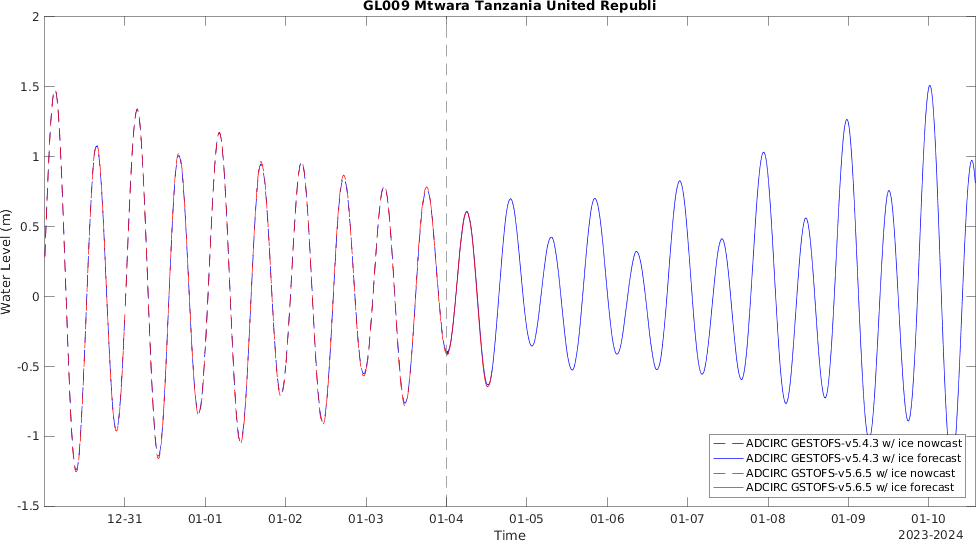 GL009 Mtwara Tanzania United Republi
2
1.5
1
0.5
0
-0.5
-1
-1.5
Water Level (m)
12-31 01-01 01-02 01-03 01-04 01-05 01-06 01-07 01-08 01-09 01-10
Time
2023-2024
ADCIRC GESTOFS-v5.4.3 w/ ice nowcast
ADCIRC GESTOFS-v5.4.3 w/ ice forecast
ADCIRC GSTOFS-v5.6.5 w/ ice nowcast
ADCIRC GSTOFS-v5.6.5 w/ ice forecast